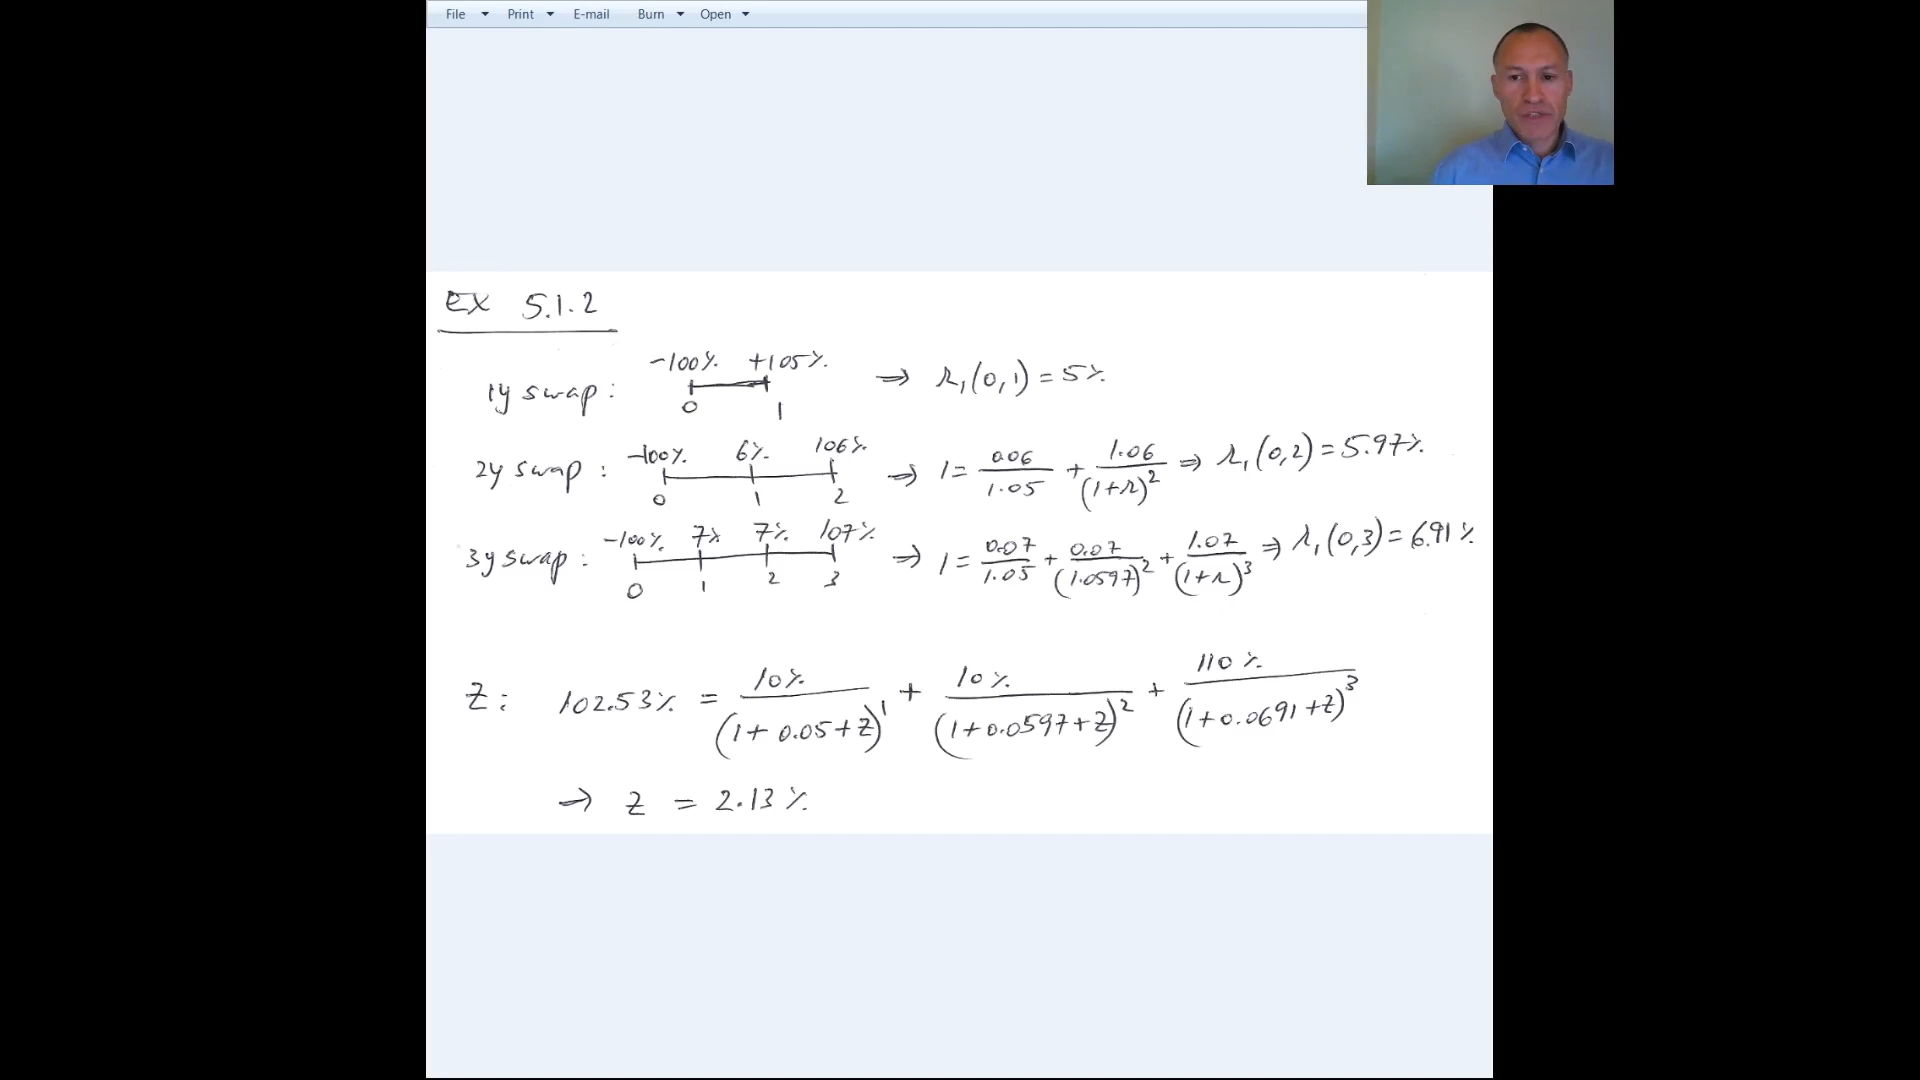 File Print E-mail Burn Open
EX 5.1.2
-100% +105%
1y swap: ⇒ r₁(0,1) = 5%
0 1
-100% 6% 106%
2y swap: ⇒ 1 = 0.06/1.05 + 1.06/(1+r)² ⇒ r₁(0,2) = 5.97%
0 1 2
-100% 7% 7% 107%
3y swap: ⇒ 1 = 0.07/1.05 + 0.07/(1.0597)² + 1.07/(1+r)³ ⇒ r₁(0,3) = 6.91%
0 1 2 3
Z: 102.53% = 10%/(1+0.05+Z)¹ + 10%/(1+0.0597+Z)² + 110%/(1+0.0691+Z)³
⇒ Z = 2.13%